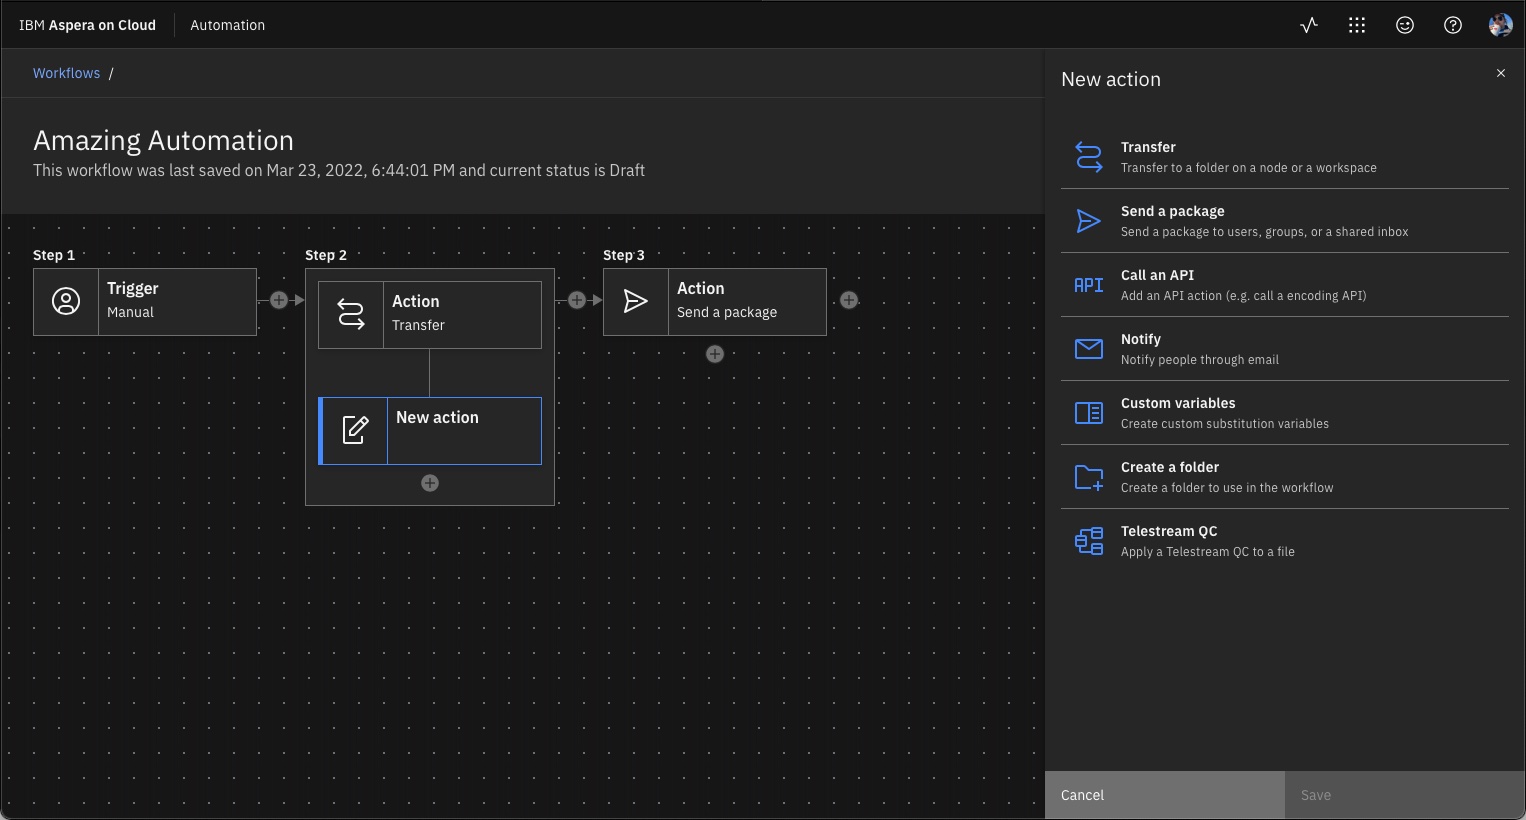 IBM Aspera on Cloud
Automation
Workflows /
Amazing Automation
This workflow was last saved on Mar 23, 2022, 6:44:01 PM and current status is Draft
Step 1
Trigger
Manual
Step 2
Action
Transfer
New action
Step 3
Action
Send a package
New action
Transfer
Transfer to a folder on a node or a workspace
Send a package
Send a package to users, groups, or a shared inbox
API
Call an API
Add an API action (e.g. call a encoding API)
Notify
Notify people through email
Custom variables
Create custom substitution variables
Create a folder
Create a folder to use in the workflow
Telestream QC
Apply a Telestream QC to a file
Cancel
Save